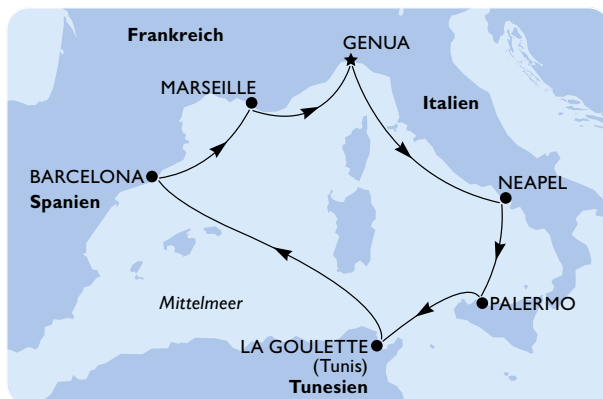 Frankreich
GENUA
MARSEILLE
Italien
BARCELONA
Spanien
NEAPEL
Mittelmeer
PALERMO
LA GOULETTE
(Tunis)
Tunesien